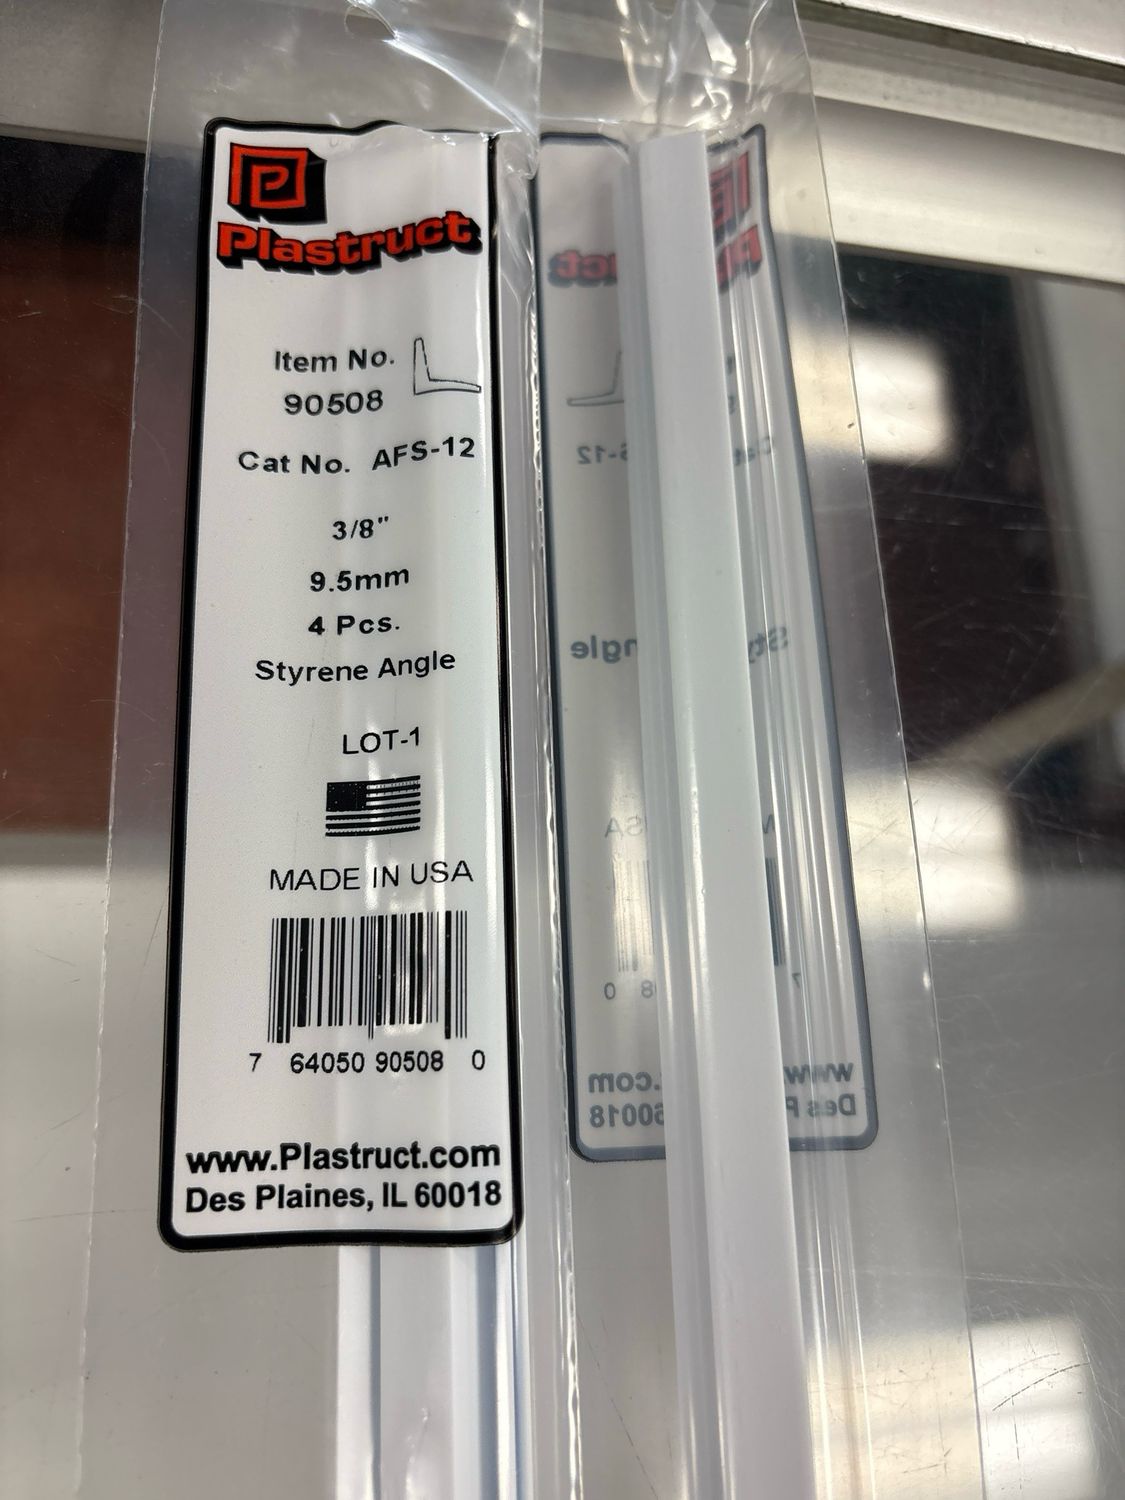 P
Plastruct
Item No.
90508
Cat No. AFS-12
3/8"
9.5mm
4 Pcs.
Styrene Angle
LOT-1
MADE IN USA
7 64050 90508 0
www.Plastruct.com
Des Plaines, IL 60018